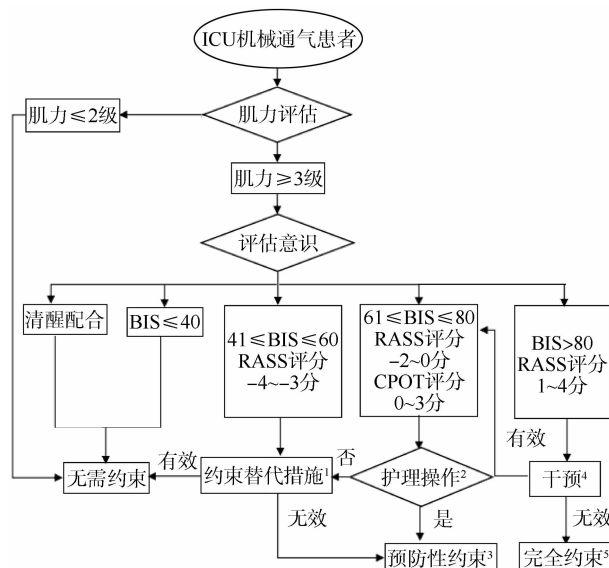 ICU机械通气患者
肌力≤2级
肌力评估
肌力≥3级
评估意识
清醒配合
BIS≤40
41≤BIS≤60
RASS评分
−4~−3分
61≤BIS≤80
RASS评分
−2~0分
CPOT评分
0~3分
BIS>80
RASS评分
1~4分
无需约束
有效
约束替代措施¹
否
护理操作²
有效
干预⁴
无效
是
无效
预防性约束³
完全约束⁵